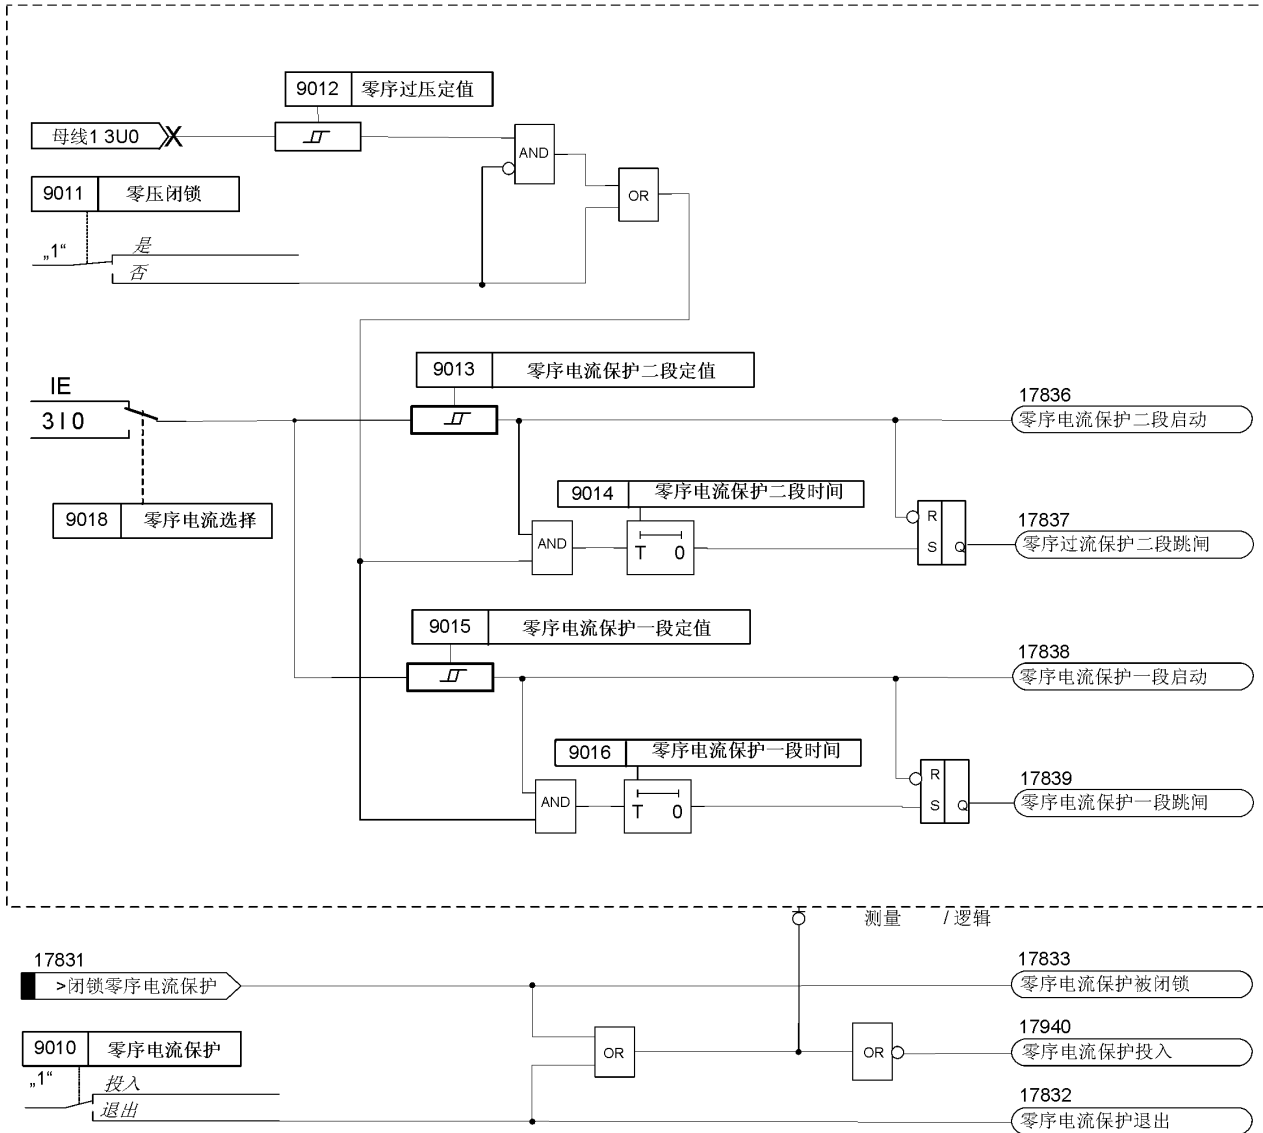 9012 零序过压定值
母线1 3U0
AND
9011 零压闭锁
OR
„1“
是
否
9013 零序电流保护二段定值
IE
3I0
17836
零序电流保护二段启动
9014 零序电流保护二段时间
9018 零序电流选择
AND
T 0
R
S Q
17837
零序过流保护二段跳闸
9015 零序电流保护一段定值
17838
零序电流保护一段启动
9016 零序电流保护一段时间
AND
T 0
R
S Q
17839
零序电流保护一段跳闸
测量 /逻辑
17831
>闭锁零序电流保护
17833
零序电流保护被闭锁
9010 零序电流保护
OR
OR
17940
零序电流保护投入
„1“
投入
退出
17832
零序电流保护退出